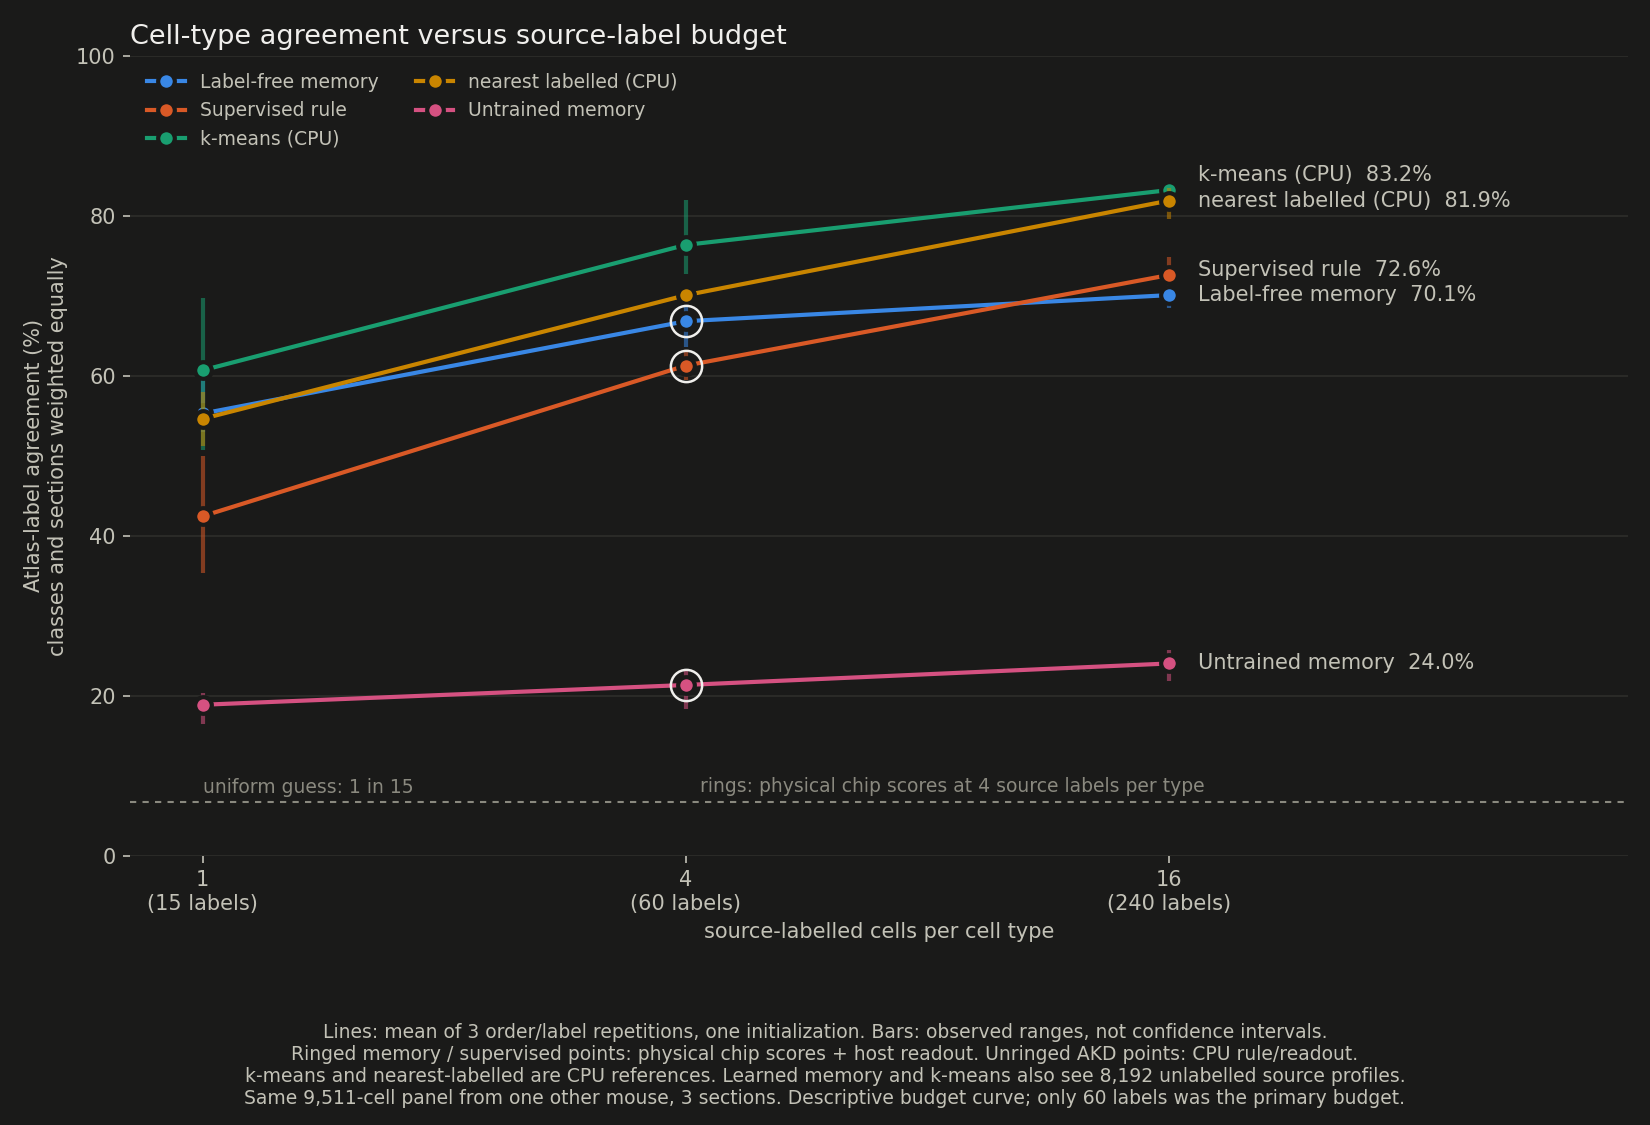 Cell-type agreement versus source-label budget
100
80
60
40
20
0
Atlas-label agreement (%)
classes and sections weighted equally
Label-free memory
Supervised rule
k-means (CPU)
nearest labelled (CPU)
Untrained memory
k-means (CPU)  83.2%
nearest labelled (CPU)  81.9%
Supervised rule  72.6%
Label-free memory  70.1%
Untrained memory  24.0%
uniform guess: 1 in 15
rings: physical chip scores at 4 source labels per type
1
(15 labels)
4
(60 labels)
16
(240 labels)
source-labelled cells per cell type
Lines: mean of 3 order/label repetitions, one initialization. Bars: observed ranges, not confidence intervals.
Ringed memory / supervised points: physical chip scores + host readout. Unringed AKD points: CPU rule/readout.
k-means and nearest-labelled are CPU references. Learned memory and k-means also see 8,192 unlabelled source profiles.
Same 9,511-cell panel from one other mouse, 3 sections. Descriptive budget curve; only 60 labels was the primary budget.